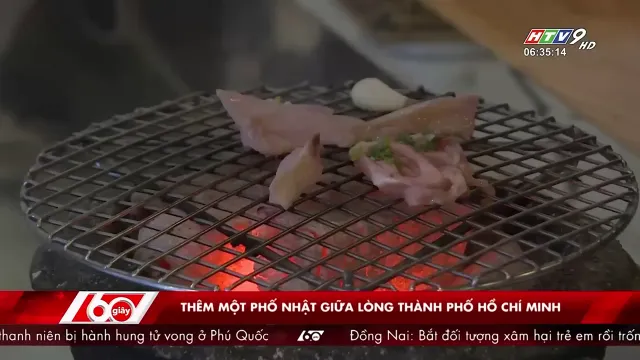 HTV9 HD
06:35:14
60 giây
THÊM MỘT PHỐ NHẬT GIỮA LÒNG THÀNH PHỐ HỒ CHÍ MINH
thanh niên bị hành hung tử vong ở Phú Quốc 60 Đồng Nai: Bắt đối tượng xâm hại trẻ em rồi trốn